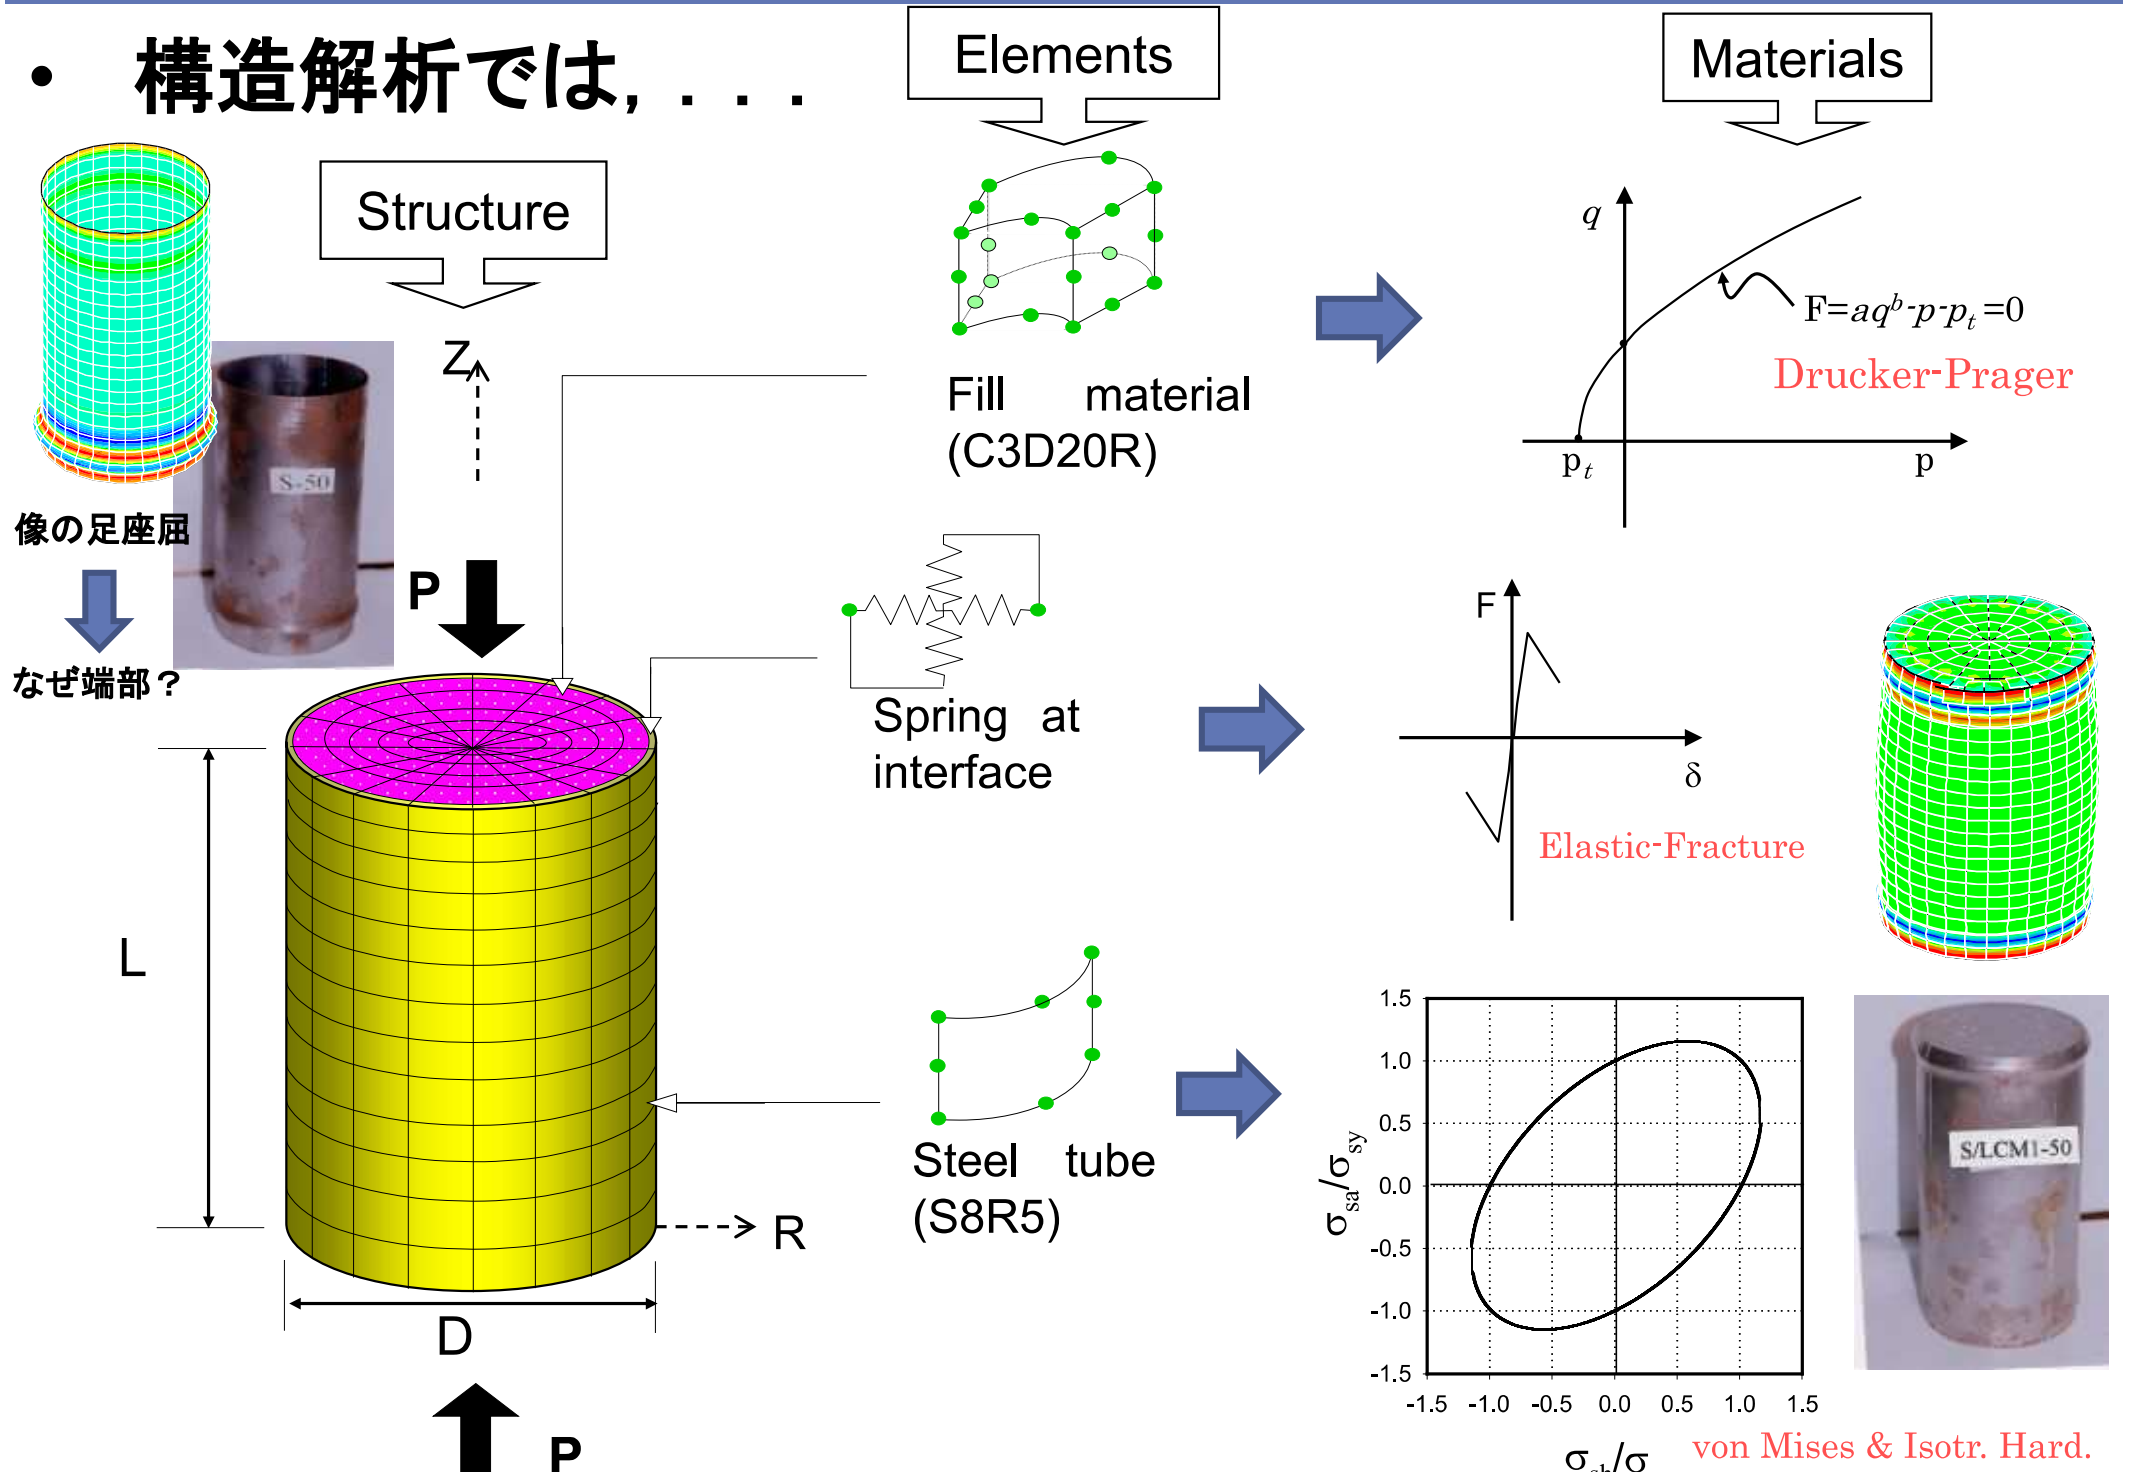 • 構造解析では, . . .
Elements
Materials
Structure
q
F=aq^b-p-p_t=0
Drucker-Prager
p_t
p
Z
Fill material
(C3D20R)
S-50
像の足座屈
なぜ端部？
P
Spring at
interface
F
δ
Elastic-Fracture
L
Steel tube
(S8R5)
R
D
P
σ_sa/σ_sy
1.5
1.0
0.5
0.0
-0.5
-1.0
-1.5
-1.5 -1.0 -0.5 0.0 0.5 1.0 1.5
S/LCM1-50
von Mises & Isotr. Hard.